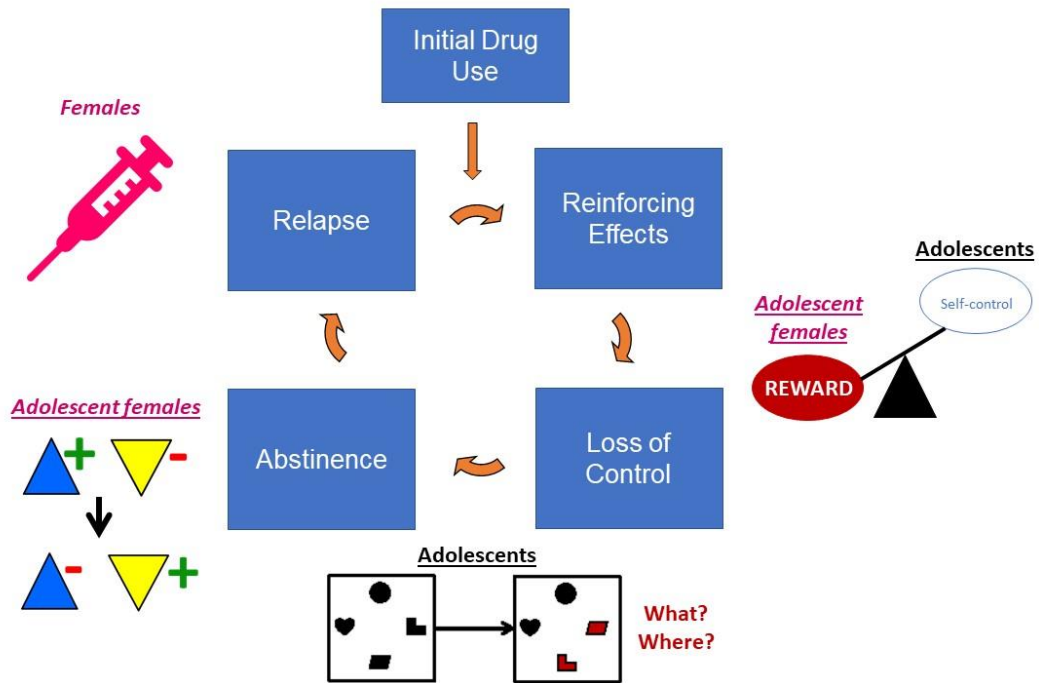 Initial Drug
Use
Females
Relapse
Reinforcing
Effects
Adolescents
Self-control
Adolescent
females
REWARD
Adolescent females
+
-
Abstinence
Loss of
Control
-
+
Adolescents
What?
Where?